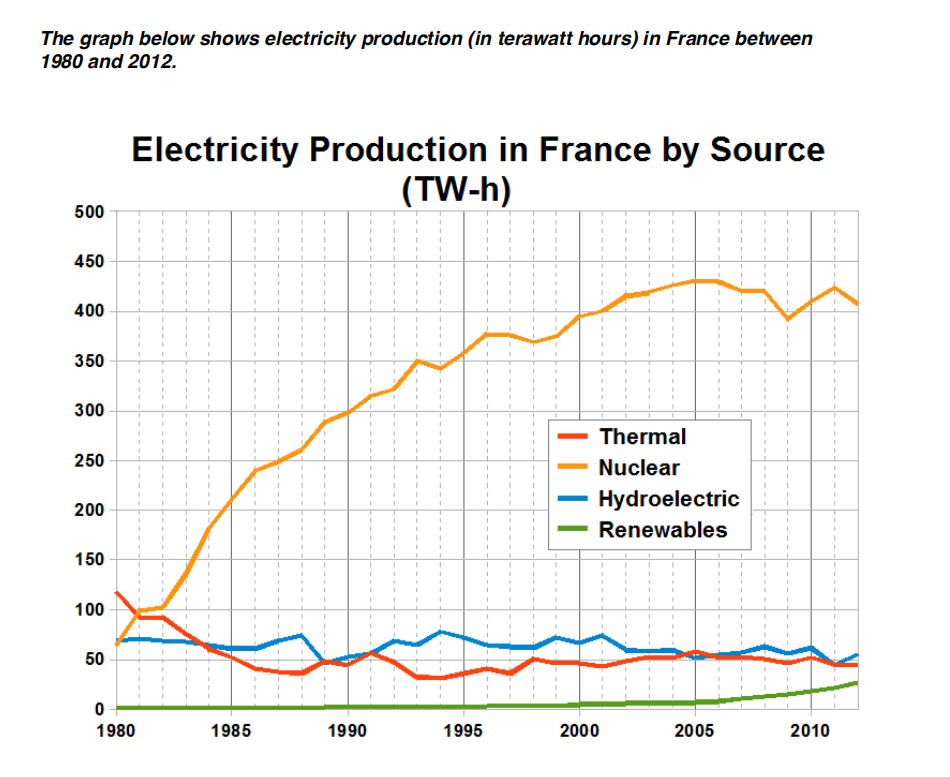 The graph below shows electricity production (in terawatt hours) in France between
1980 and 2012.
Electricity Production in France by Source
(TW-h)
500
450
400
350
300
250
200
150
100
50
0
Thermal
Nuclear
Hydroelectric
Renewables
1980 1985 1990 1995 2000 2005 2010